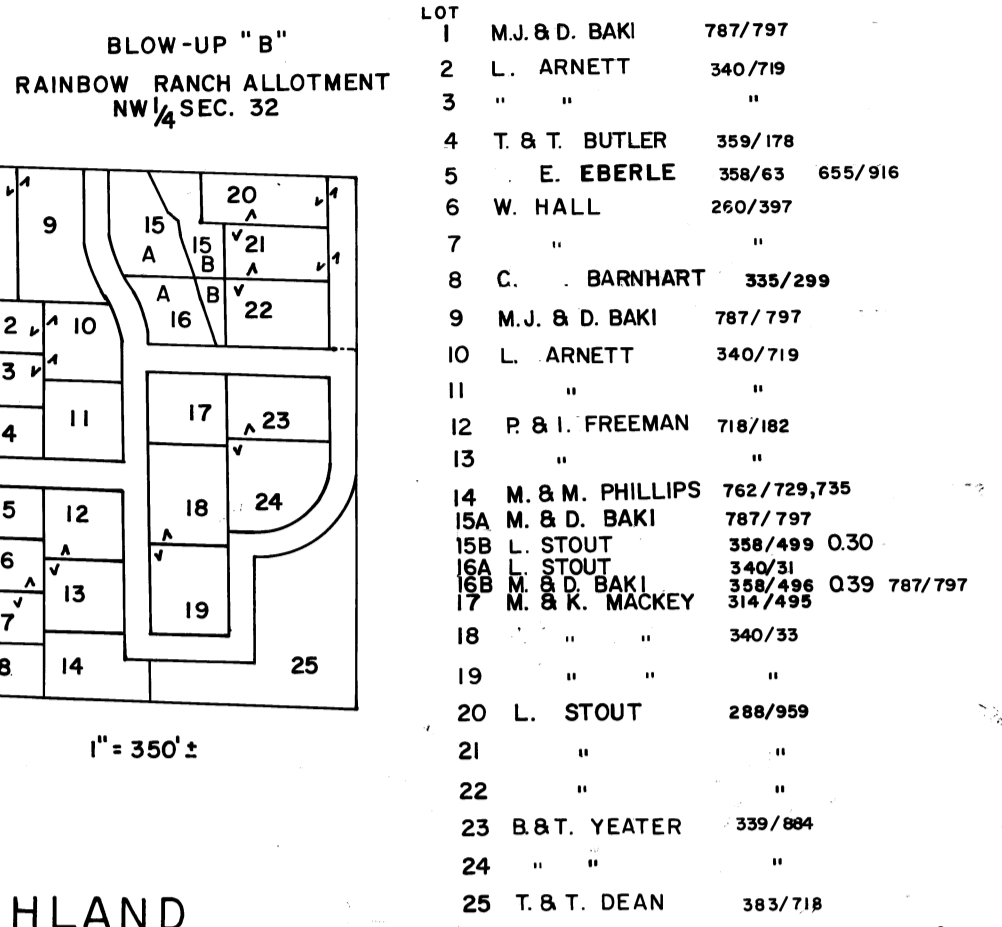 BLOW-UP "B"
RAINBOW RANCH ALLOTMENT
NW 1/4 SEC. 32
9
15
A
15
B
20
21
A
16
B
22
2
10
3
11
4
17
23
5
12
18
24
6
13
7
19
8
14
25
1" = 350' ±
HLAND
LOT
1 M.J. & D. BAKI 787/797
2 L. ARNETT 340/719
3 " " "
4 T. & T. BUTLER 359/178
5 E. EBERLE 358/63 655/916
6 W. HALL 260/397
7 " "
8 C. BARNHART 335/299
9 M.J. & D. BAKI 787/797
10 L. ARNETT 340/719
11 " "
12 P. & I. FREEMAN 718/182
13 " "
14 M. & M. PHILLIPS 762/729,735
15A M. & D. BAKI 787/797
15B L. STOUT 358/499 0.30
16A L. STOUT 340/31
16B M. & D. BAKI 358/496 0.39 787/797
17 M. & K. MACKEY 314/495
18 " " 340/33
19 " " "
20 L. STOUT 288/959
21 " "
22 " "
23 B. & T. YEATER 339/884
24 " " "
25 T. & T. DEAN 383/718